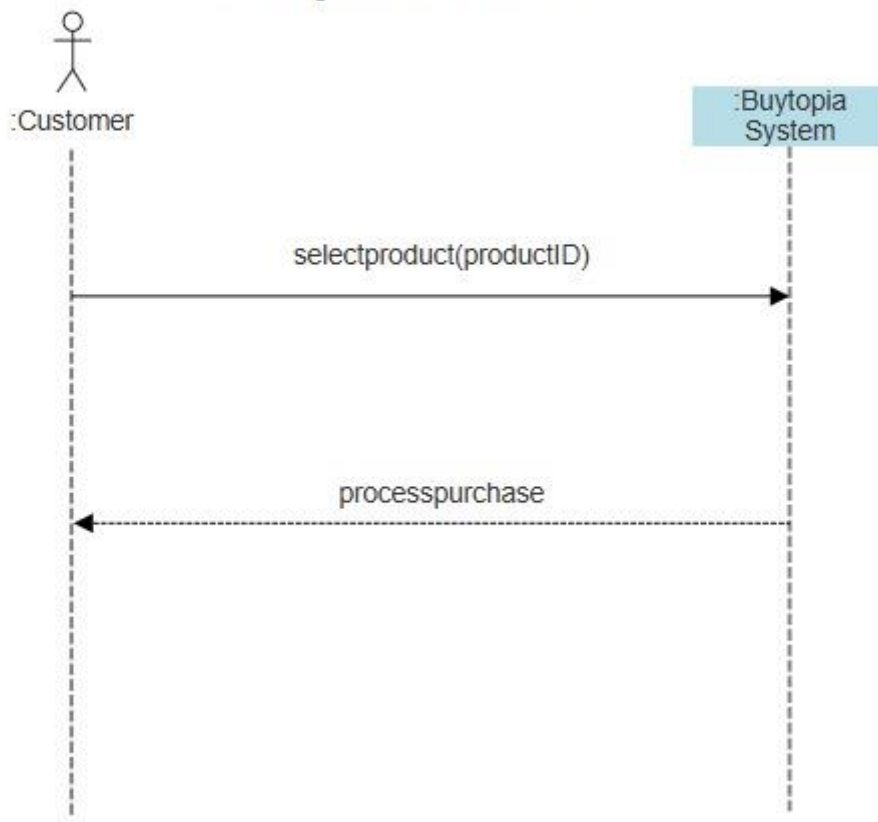 :Customer
:Buytopia
System
selectproduct(productID)
processpurchase